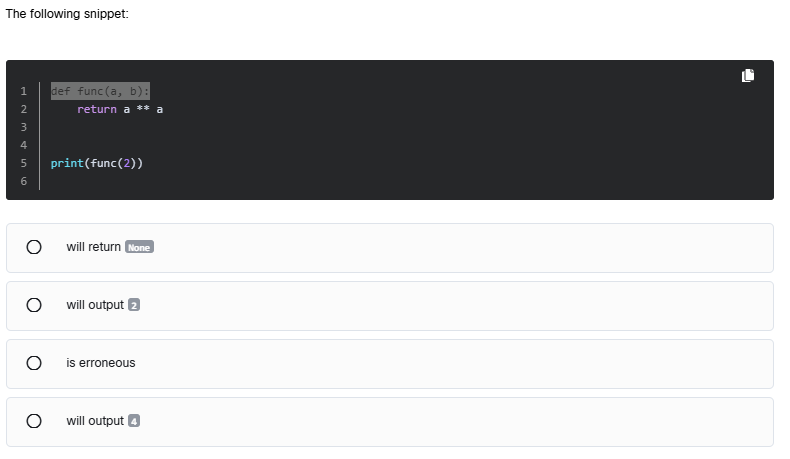 The following snippet:
1 def func(a, b):
2     return a ** a
3
4
5 print(func(2))
6
will return None
will output 2
is erroneous
will output 4